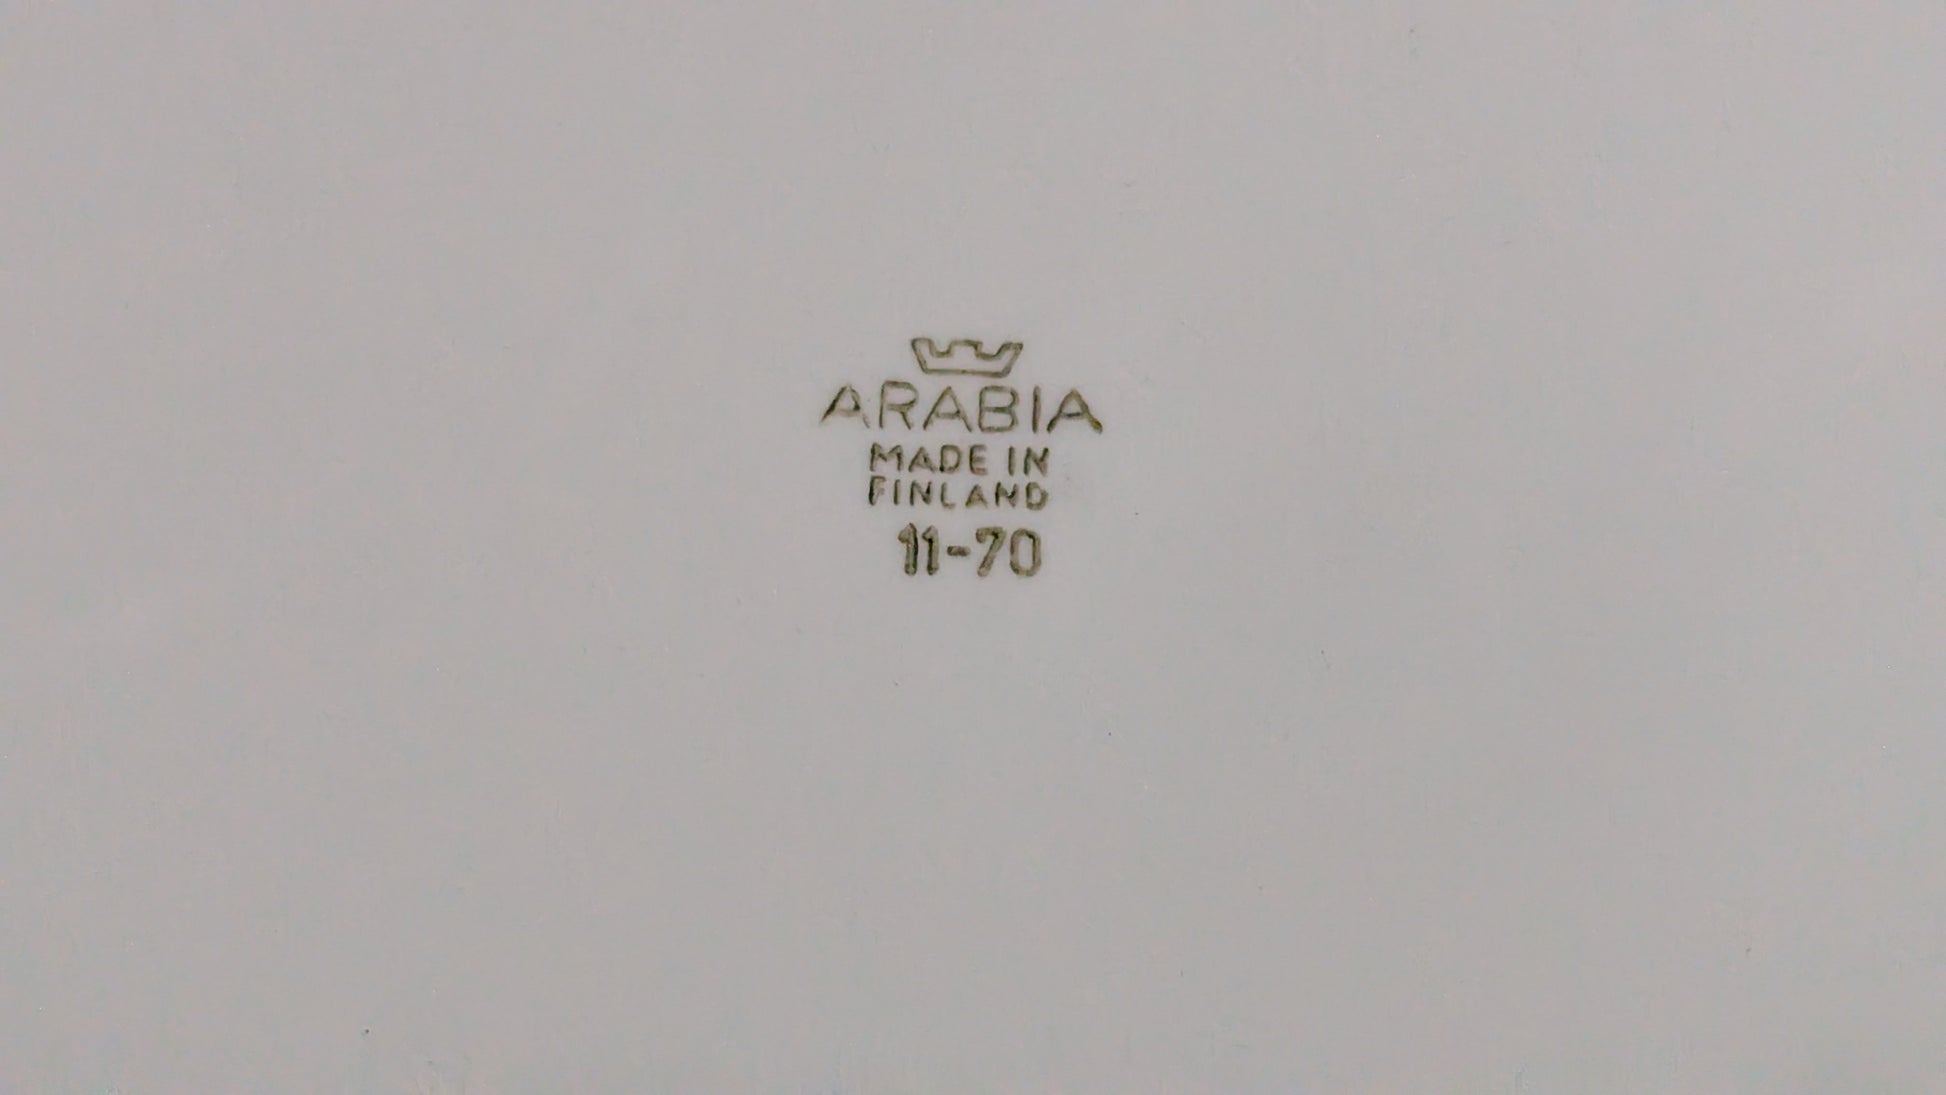 ARABIA
MADE IN
FINLAND
11-70